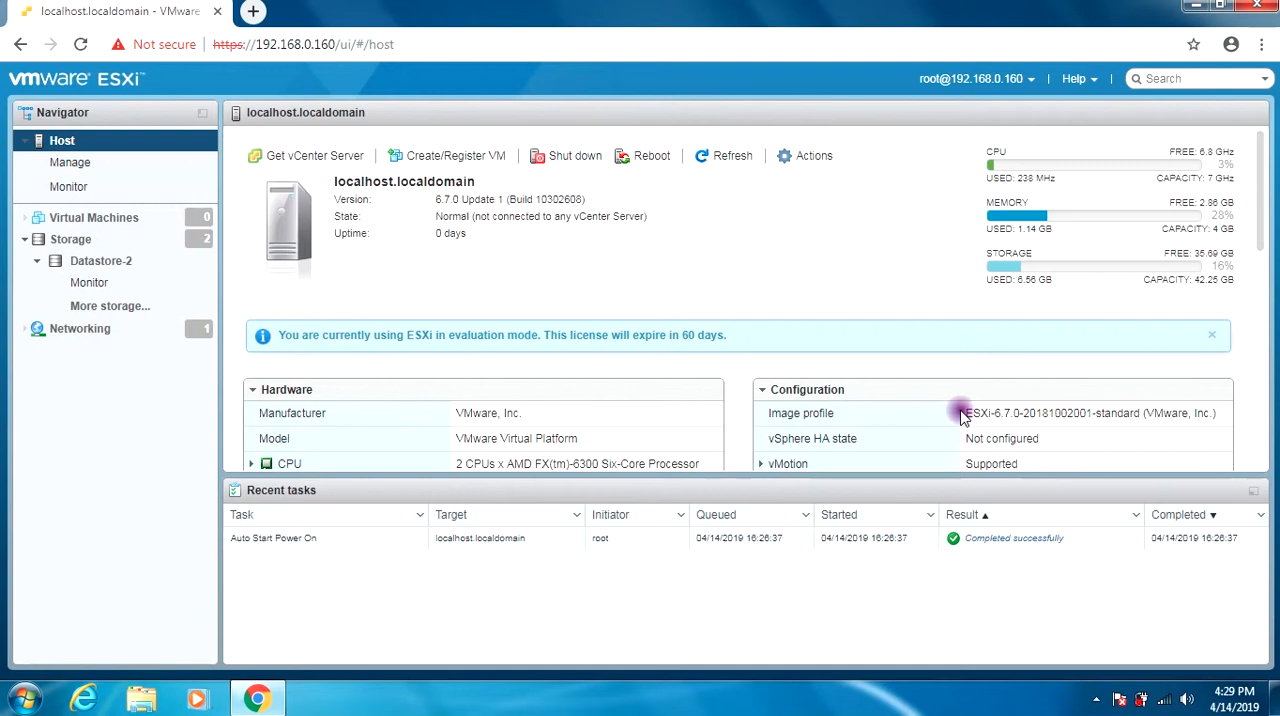 localhost.localdomain - VMware
Not secure
https://192.168.0.160/ui/#/host
vmware ESXi™
root@192.168.0.160
Help
Search
Navigator
Host
Manage
Monitor
Virtual Machines
0
Storage
2
Datastore-2
Monitor
More storage...
Networking
1
localhost.localdomain
Get vCenter Server
Create/Register VM
Shut down
Reboot
Refresh
Actions
localhost.localdomain
Version: 6.7.0 Update 1 (Build 10302608)
State: Normal (not connected to any vCenter Server)
Uptime: 0 days
CPU FREE: 6.8 GHz
3%
USED: 238 MHz CAPACITY: 7 GHz
MEMORY FREE: 2.86 GB
28%
USED: 1.14 GB CAPACITY: 4 GB
STORAGE FREE: 35.69 GB
16%
USED: 6.56 GB CAPACITY: 42.25 GB
You are currently using ESXi in evaluation mode. This license will expire in 60 days.
Hardware
Manufacturer VMware, Inc.
Model VMware Virtual Platform
CPU 2 CPUs x AMD FX(tm)-6300 Six-Core Processor
Configuration
Image profile ESXi-6.7.0-20181002001-standard (VMware, Inc.)
vSphere HA state Not configured
vMotion Supported
Recent tasks
Task Target Initiator Queued Started Result Completed
Auto Start Power On localhost.localdomain root 04/14/2019 16:26:37 04/14/2019 16:26:37 Completed successfully 04/14/2019 16:26:37
4:29 PM
4/14/2019